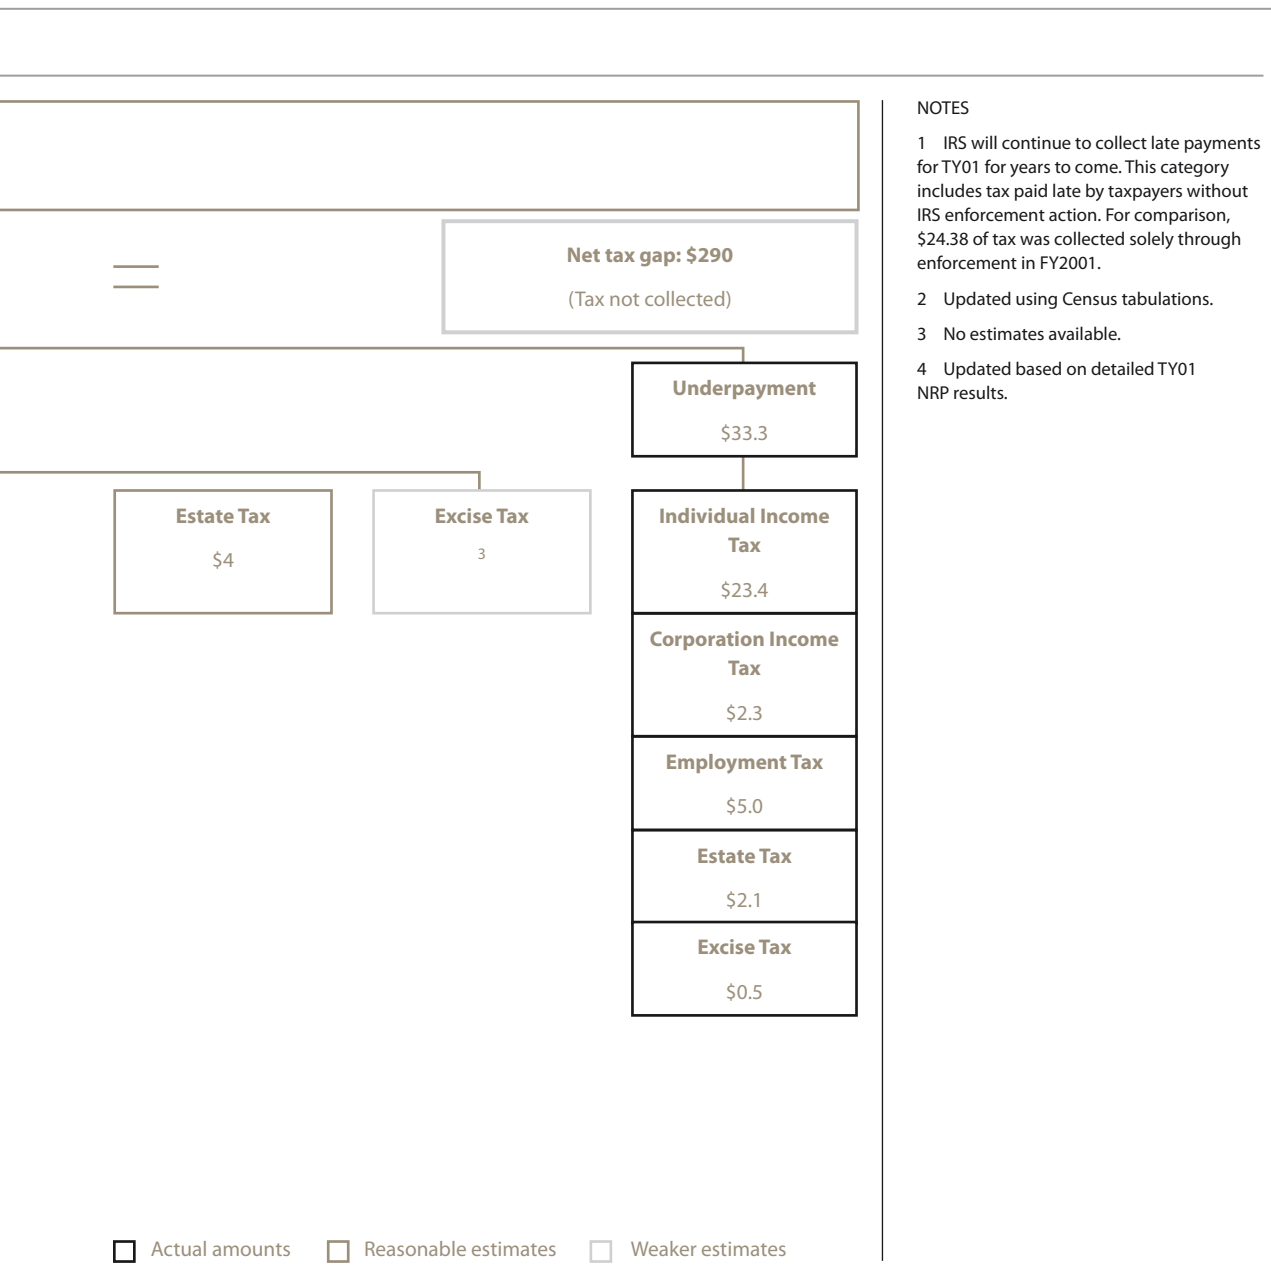 Net tax gap: $290
(Tax not collected)
Underpayment
$33.3
Estate Tax
$4
Excise Tax
3
Individual Income
Tax
$23.4
Corporation Income
Tax
$2.3
Employment Tax
$5.0
Estate Tax
$2.1
Excise Tax
$0.5
Actual amounts
Reasonable estimates
Weaker estimates
NOTES
1 IRS will continue to collect late payments
for TY01 for years to come. This category
includes tax paid late by taxpayers without
IRS enforcement action. For comparison,
$24.38 of tax was collected solely through
enforcement in FY2001.
2 Updated using Census tabulations.
3 No estimates available.
4 Updated based on detailed TY01
NRP results.